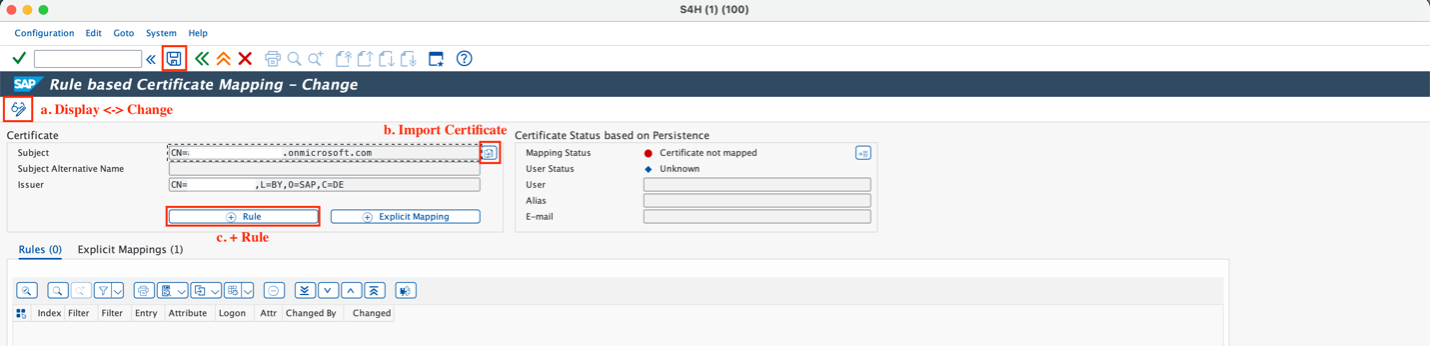 S4H (1) (100)
Configuration Edit Goto System Help
SAP Rule based Certificate Mapping - Change
a. Display <-> Change
b. Import Certificate
Certificate
Subject CN= .onmicrosoft.com
Subject Alternative Name
Issuer CN= ,L=BY,O=SAP,C=DE
Rule Explicit Mapping
c. + Rule
Certificate Status based on Persistence
Mapping Status Certificate not mapped
User Status Unknown
User
Alias
E-mail
Rules (0) Explicit Mappings (1)
Index Filter Filter Entry Attribute Logon Attr Changed By Changed